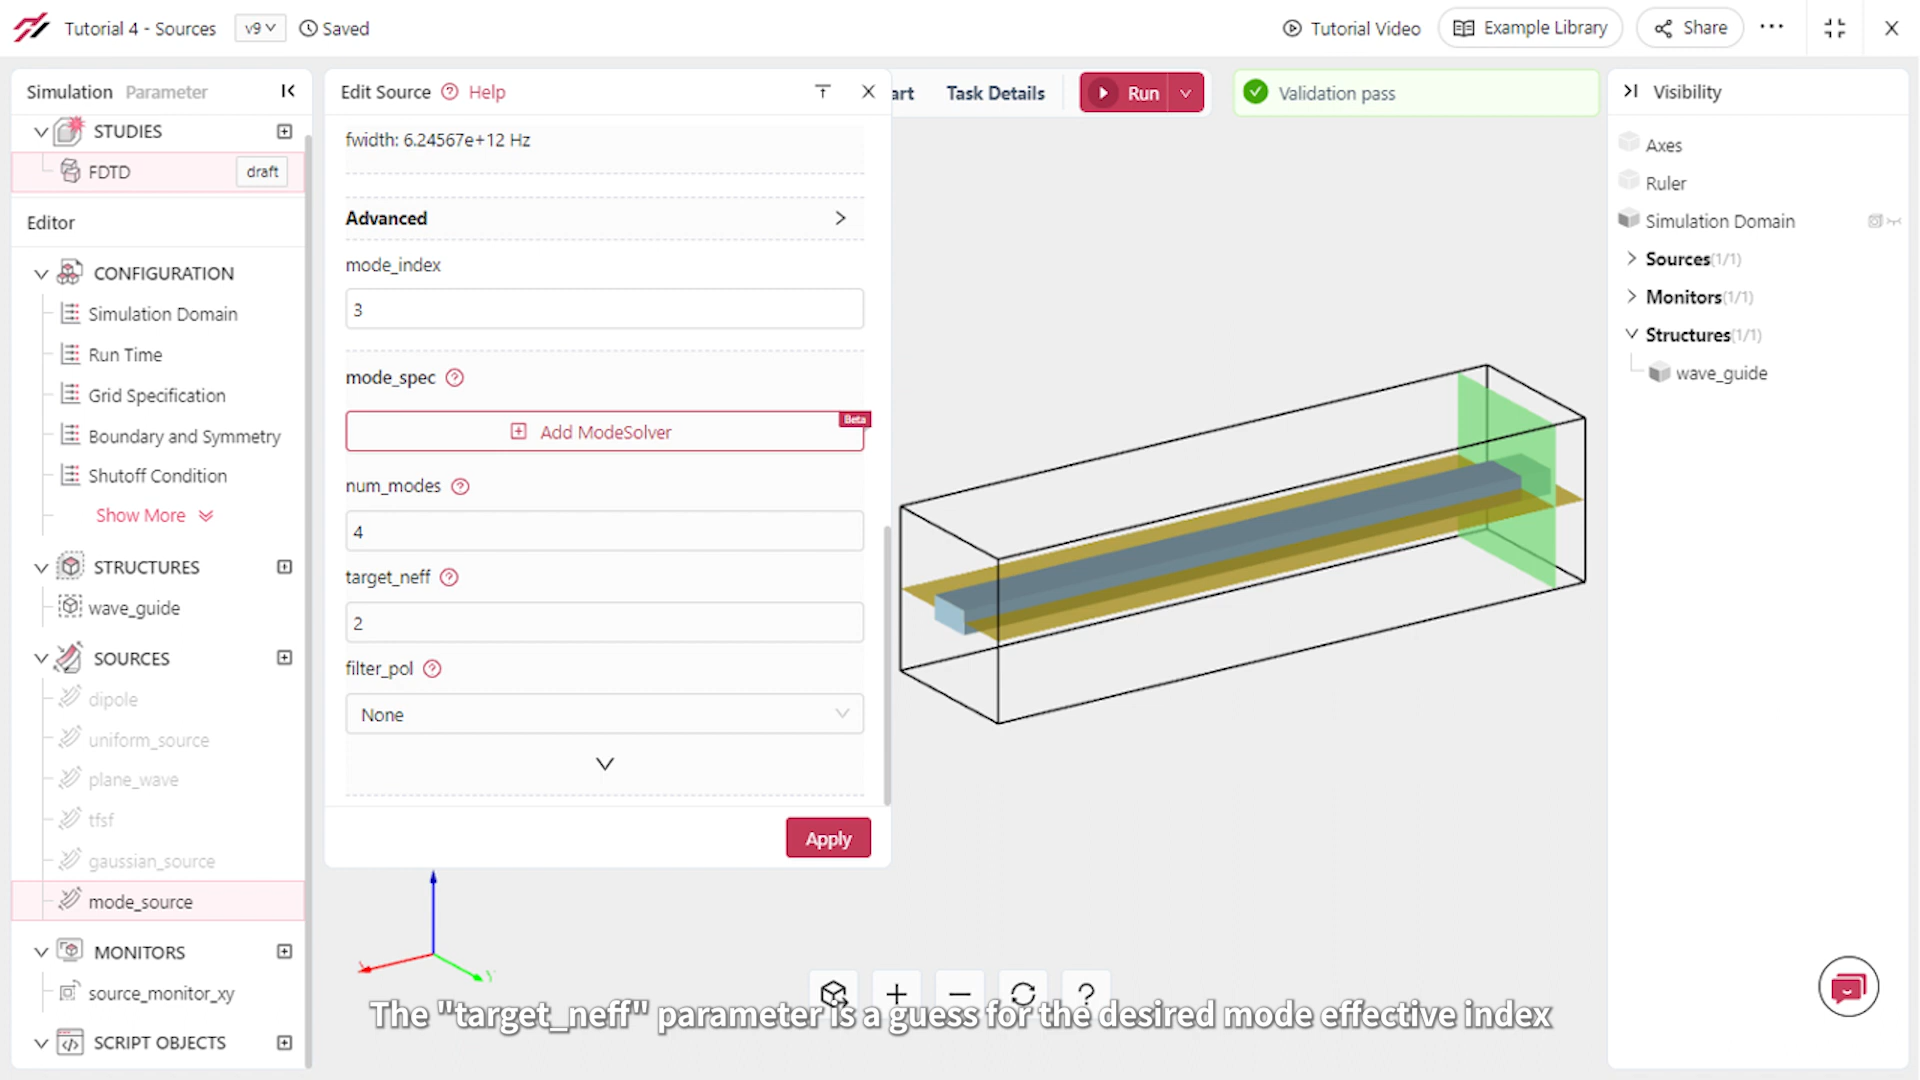 Tutorial 4 - Sources
v9
Saved
Tutorial Video
Example Library
Share
Simulation
Parameter
STUDIES
FDTD
draft
Editor
CONFIGURATION
Simulation Domain
Run Time
Grid Specification
Boundary and Symmetry
Shutoff Condition
Show More
STRUCTURES
wave_guide
SOURCES
dipole
uniform_source
plane_wave
tfsf
gaussian_source
mode_source
MONITORS
source_monitor_xy
SCRIPT OBJECTS
Edit Source
Help
fwidth: 6.24567e+12 Hz
Advanced
mode_index
3
mode_spec
Beta
Add ModeSolver
num_modes
4
target_neff
2
filter_pol
None
Apply
art
Task Details
Run
Validation pass
Visibility
Axes
Ruler
Simulation Domain
Sources(1/1)
Monitors(1/1)
Structures(1/1)
wave_guide
The "target_neff" parameter is a guess for the desired mode effective index